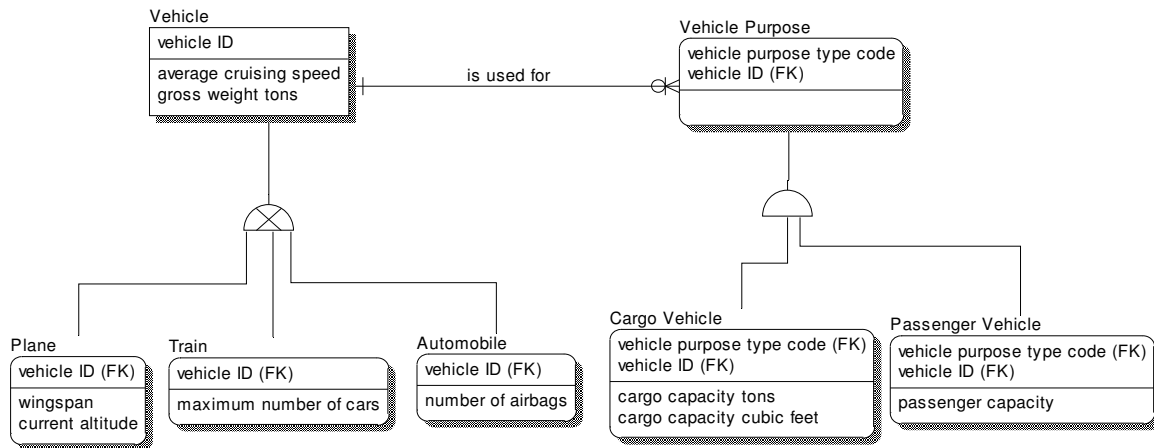 Vehicle
vehicle ID
average cruising speed
gross weight tons
is used for
Vehicle Purpose
vehicle purpose type code
vehicle ID (FK)
Plane
vehicle ID (FK)
wingspan
current altitude
Train
vehicle ID (FK)
maximum number of cars
Automobile
vehicle ID (FK)
number of airbags
Cargo Vehicle
vehicle purpose type code (FK)
vehicle ID (FK)
cargo capacity tons
cargo capacity cubic feet
Passenger Vehicle
vehicle purpose type code (FK)
vehicle ID (FK)
passenger capacity